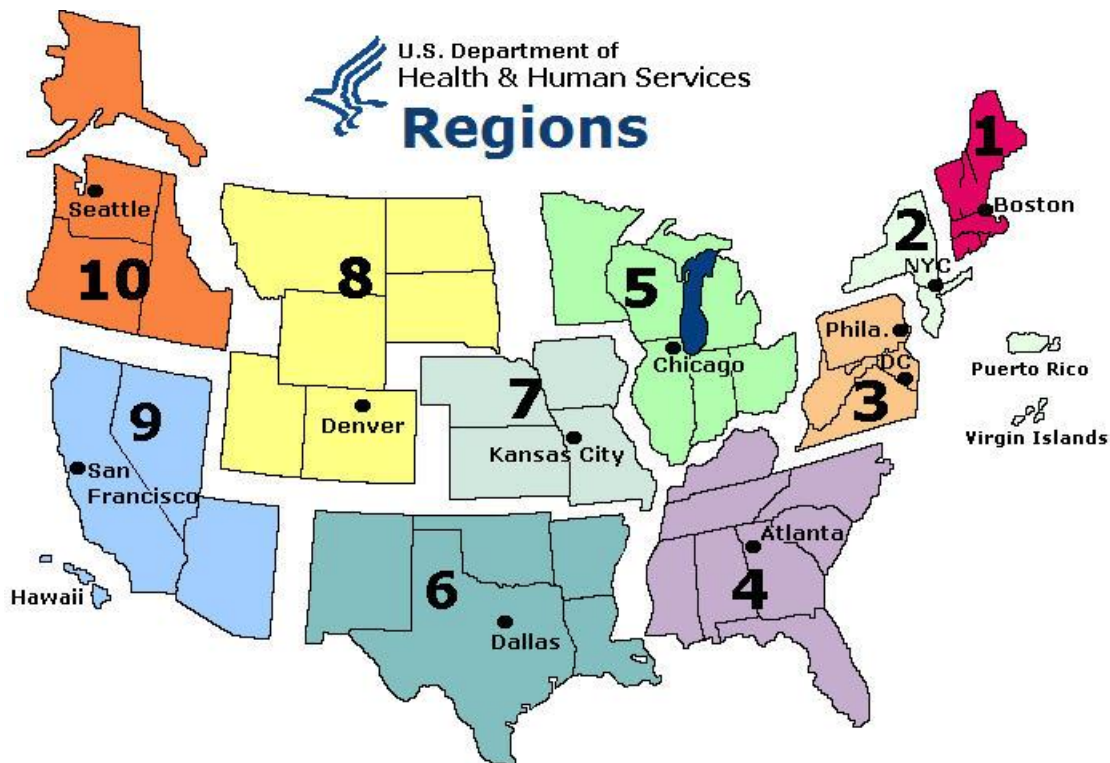 U.S. Department of
Health & Human Services
Regions
1
Boston
2
NYC
Seattle
10
8
5
Chicago
Phila.
DC
3
Puerto Rico
Virgin Islands
9
Denver
7
Kansas City
San
Francisco
Atlanta
4
Hawaii
6
Dallas